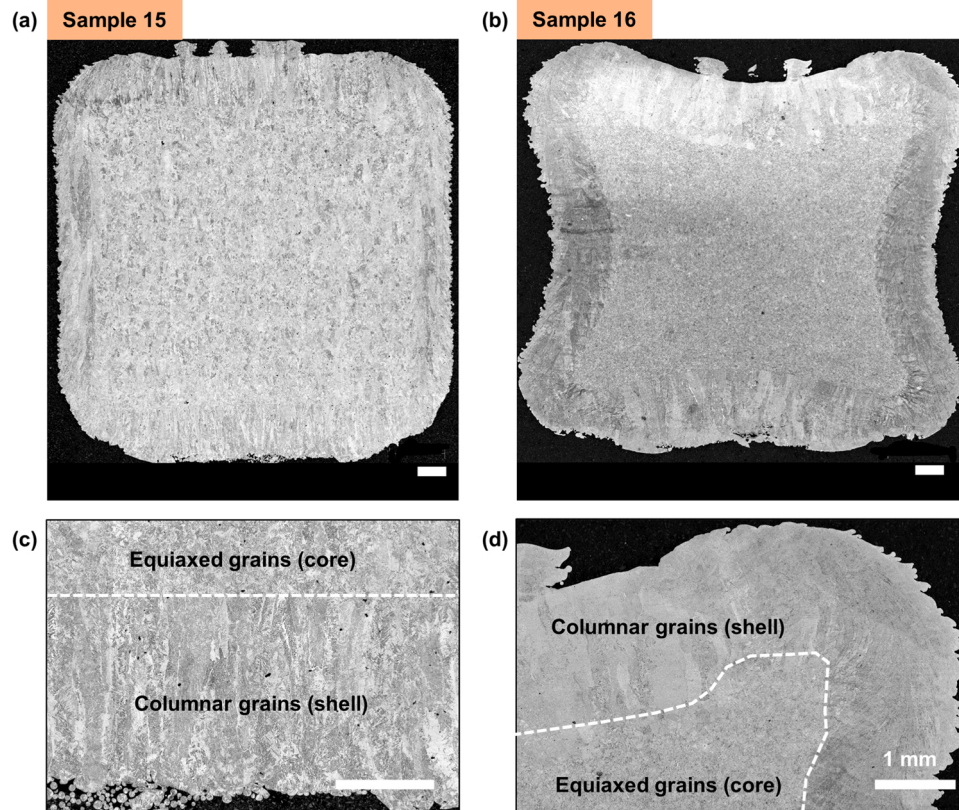 (a) Sample 15
(b) Sample 16
(c)
Equiaxed grains (core)
Columnar grains (shell)
(d)
Columnar grains (shell)
1 mm
Equiaxed grains (core)